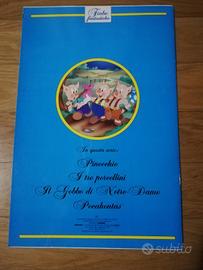 Fiabe
fantastiche
In questa serie:
Pinocchio
I tre porcellini
Il Gobbo di Notre Dame
Pocahontas
subito